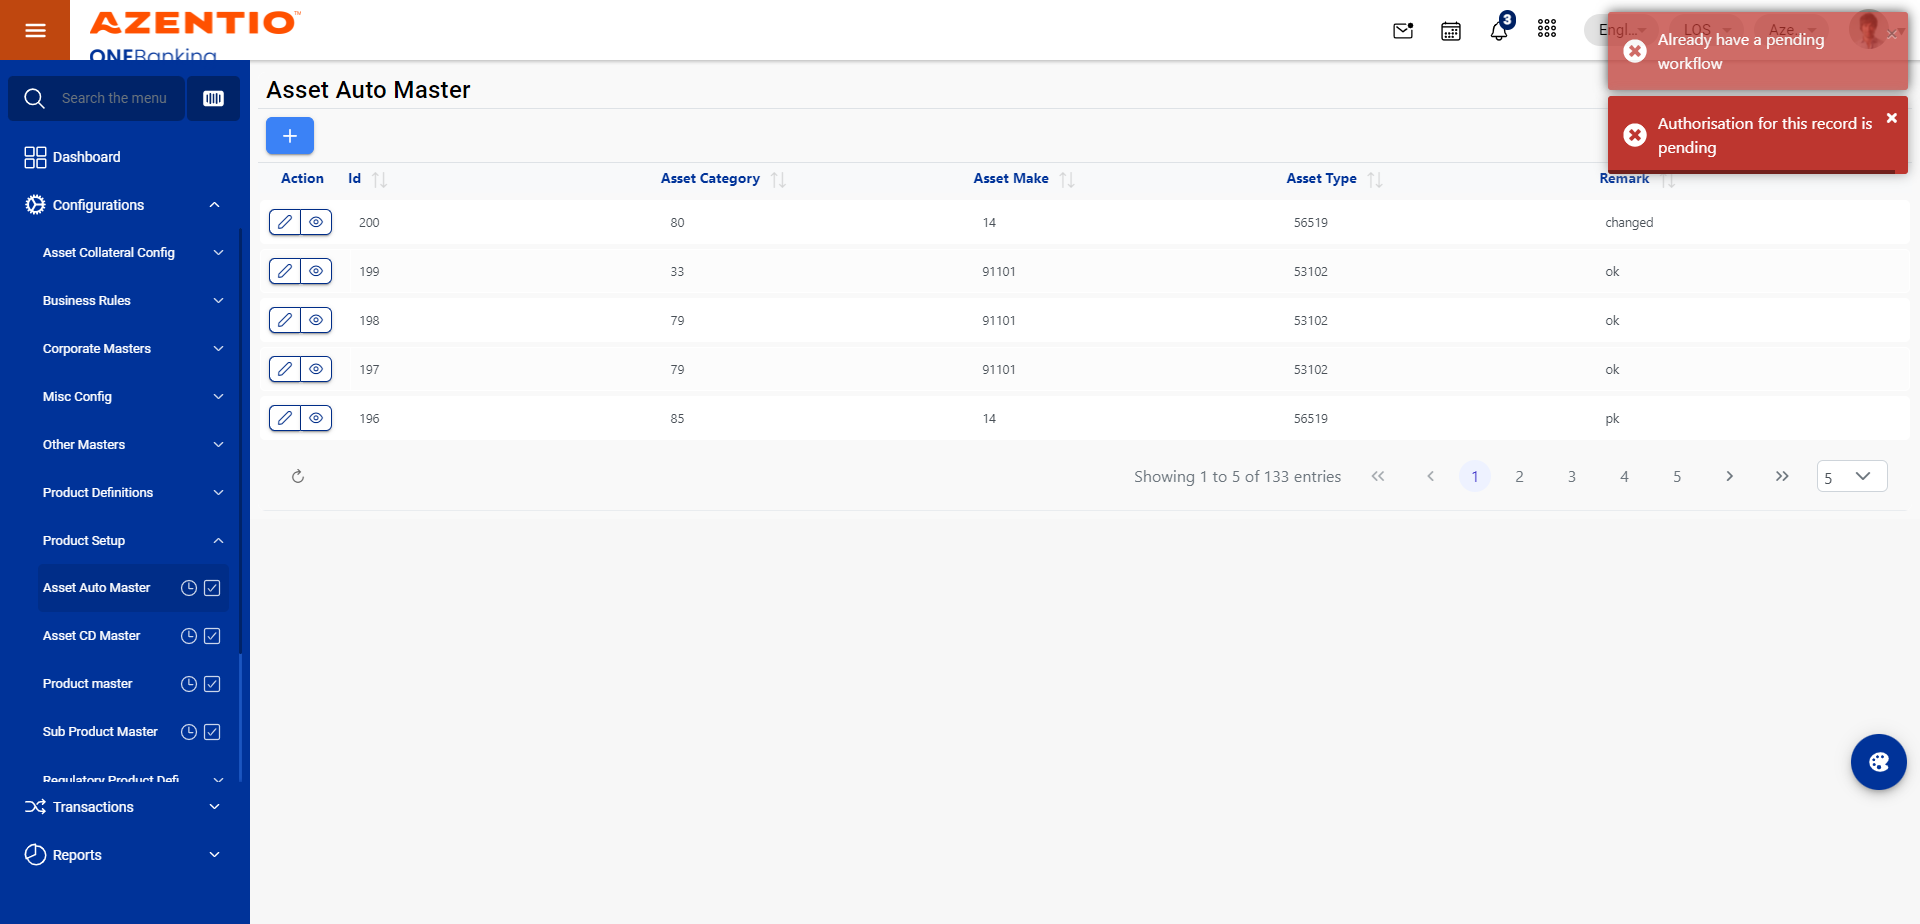 AZENTIO™
ONEBanking
3
Engl...
LOS
Aze...
Already have a pending
workflow
Authorisation for this record is
pending
Search the menu
Dashboard
Configurations
Asset Collateral Config
Business Rules
Corporate Masters
Misc Config
Other Masters
Product Definitions
Product Setup
Asset Auto Master
Asset CD Master
Product master
Sub Product Master
Regulatory Product Defi
Transactions
Reports
Asset Auto Master
+
Action Id Asset Category Asset Make Asset Type Remark
200 80 14 56519 changed
199 33 91101 53102 ok
198 79 91101 53102 ok
197 79 91101 53102 ok
196 85 14 56519 pk
Showing 1 to 5 of 133 entries << < 1 2 3 4 5 > >> 5